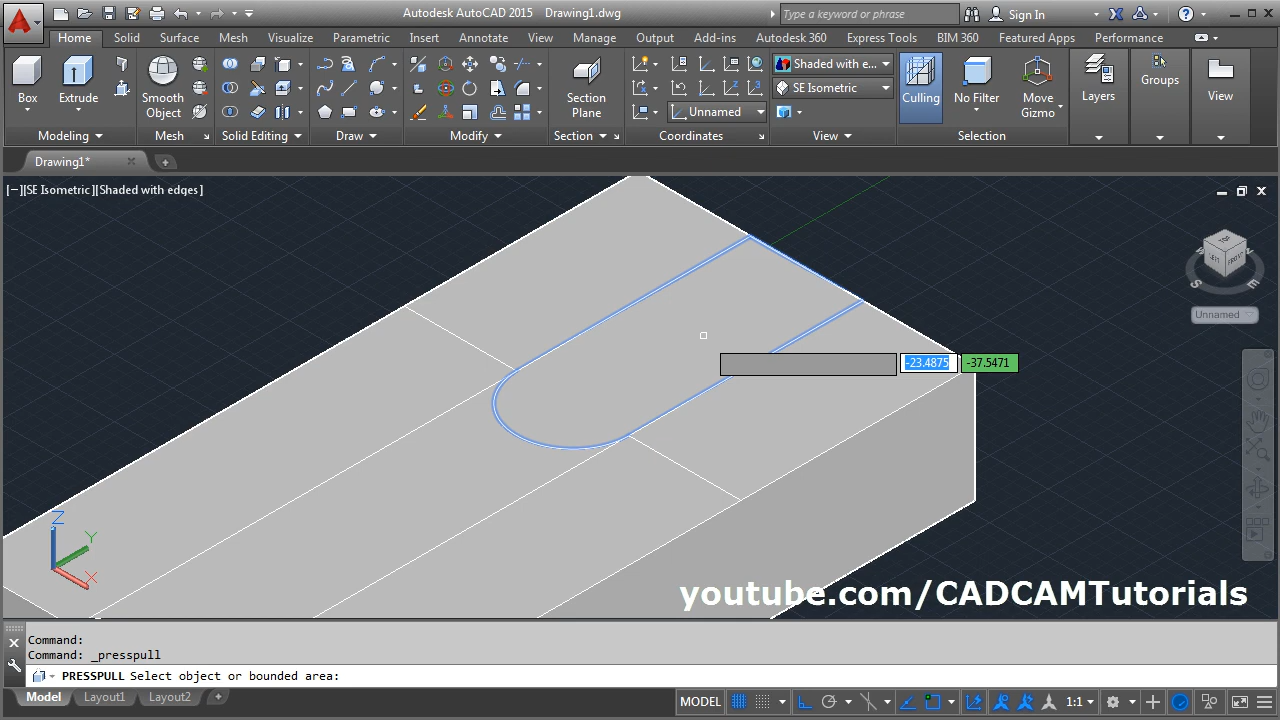 Autodesk AutoCAD 2015 Drawing1.dwg
Type a keyword or phrase
Sign In
Home Solid Surface Mesh Visualize Parametric Insert Annotate View Manage Output Add-ins Autodesk 360 Express Tools BIM 360 Featured Apps Performance
Box
Extrude
Smooth
Object
Section
Plane
Shaded with e...
SE Isometric
Unnamed
Culling
No Filter
Move
Gizmo
Layers
Groups
View
Modeling
Mesh
Solid Editing
Draw
Modify
Section
Coordinates
View
Selection
Drawing1*
[−][SE Isometric][Shaded with edges]
TOP
LEFT
FRONT
S
E
Unnamed
-23.4875
-37.5471
Z
Y
X
youtube.com/CADCAMTutorials
Command:
Command: _presspull
PRESSPULL Select object or bounded area:
Model Layout1 Layout2
MODEL
1:1